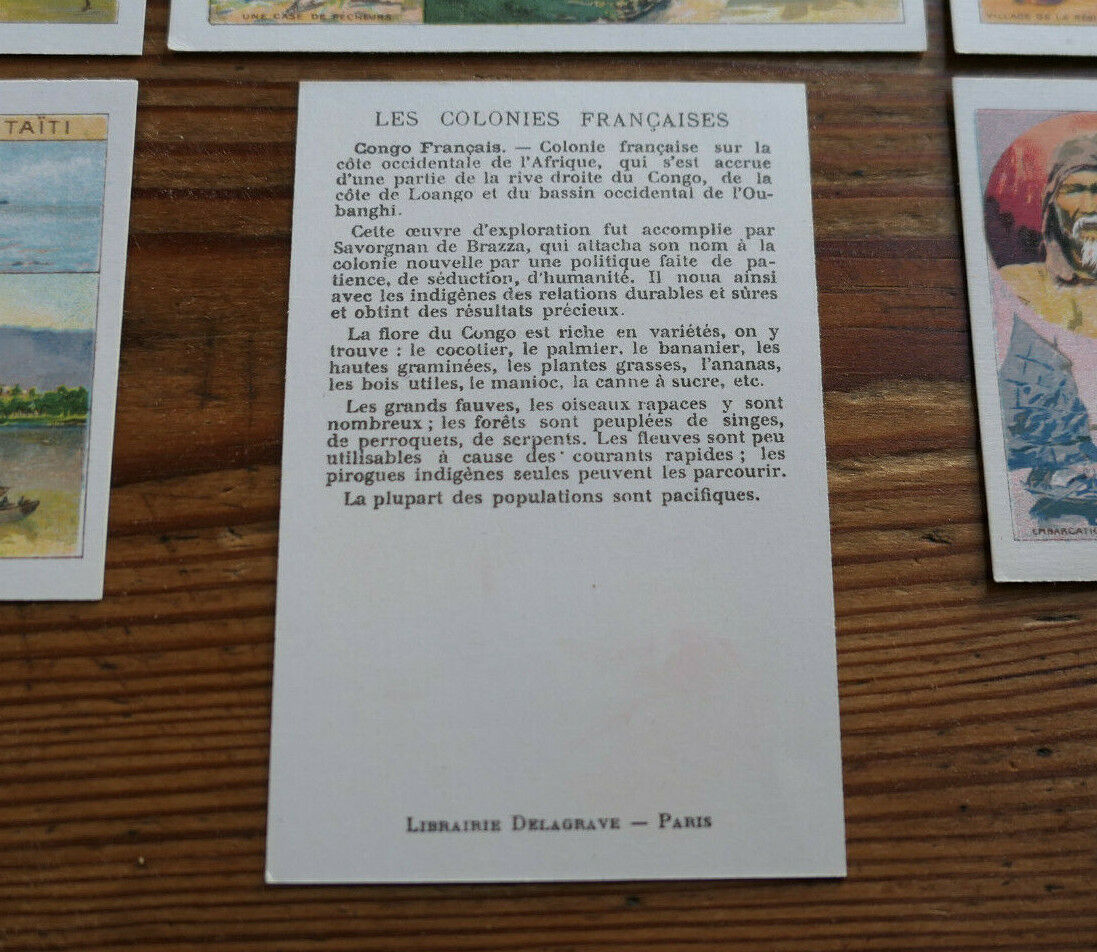 UNE CASE DE PÊCHEURS
VILLAGE DE LA
TAÏTI
LES COLONIES FRANÇAISES
Congo Français. — Colonie française sur la
côte occidentale de l'Afrique, qui s'est accrue
d'une partie de la rive droite du Congo, de la
côte de Loango et du bassin occidental de l'Ou-
banghi.
Cette œuvre d'exploration fut accomplie par
Savorgnan de Brazza, qui attacha son nom à la
colonie nouvelle par une politique faite de pa-
tience, de séduction, d'humanité. Il noua ainsi
avec les indigènes des relations durables et sûres
et obtint des résultats précieux.
La flore du Congo est riche en variétés, on y
trouve : le cocotier, le palmier, le bananier, les
hautes graminées, les plantes grasses, l'ananas,
les bois utiles, le manioc, la canne à sucre, etc.
Les grands fauves, les oiseaux rapaces y sont
nombreux ; les forêts sont peuplées de singes,
de perroquets, de serpents. Les fleuves sont peu
utilisables à cause des courants rapides ; les
pirogues indigènes seules peuvent les parcourir.
La plupart des populations sont pacifiques.
LIBRAIRIE DELAGRAVE — PARIS